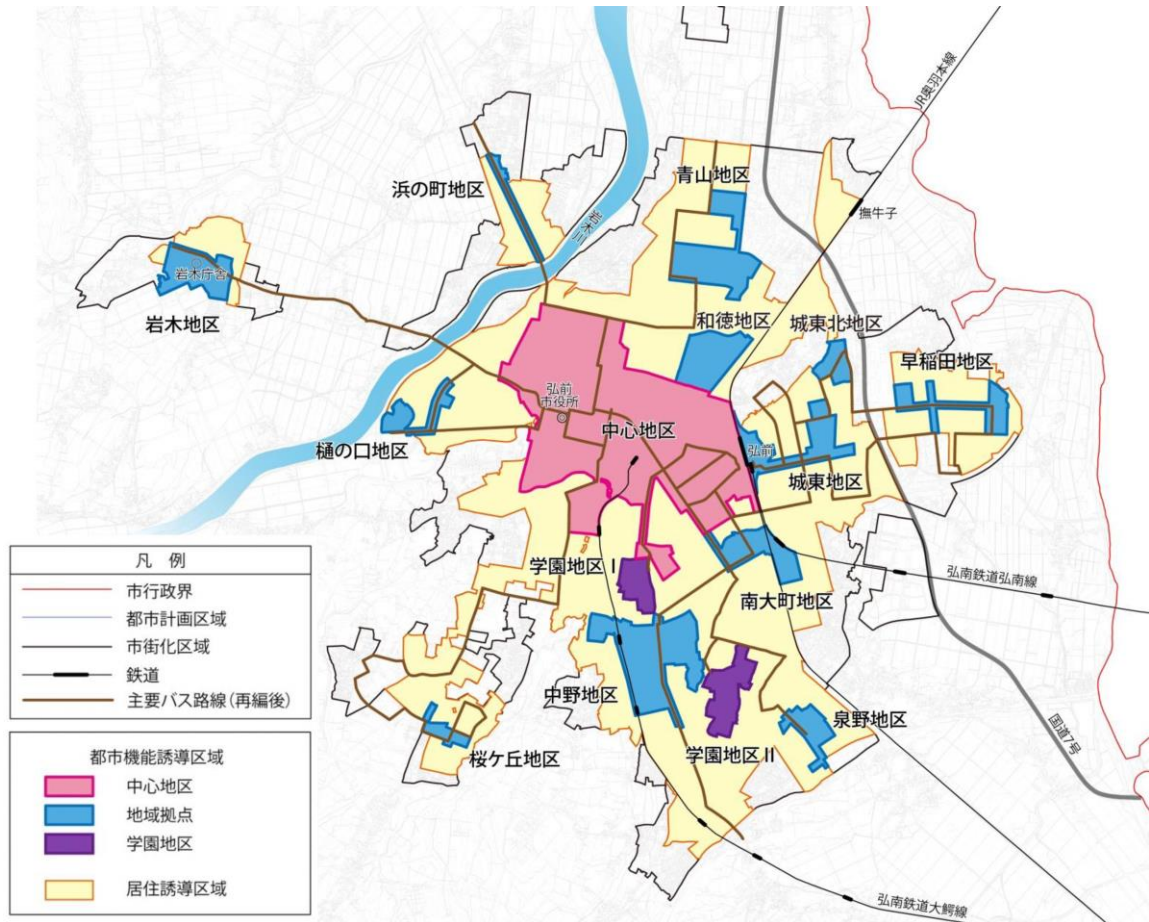 JR奥羽本線
浜の町地区
青山地区
岩木川
撫牛子
岩木庁舎
岩木地区
和徳地区
城東北地区
早稲田地区
弘前
市役所
中心地区
樋の口地区
弘前
城東地区
学園地区Ⅰ
南大町地区
弘南鉄道弘南線
中野地区
学園地区Ⅱ
泉野地区
国道7号
桜ケ丘地区
弘南鉄道大鰐線
凡 例
市行政界
都市計画区域
市街化区域
鉄道
主要バス路線(再編後)
都市機能誘導区域
中心地区
地域拠点
学園地区
居住誘導区域